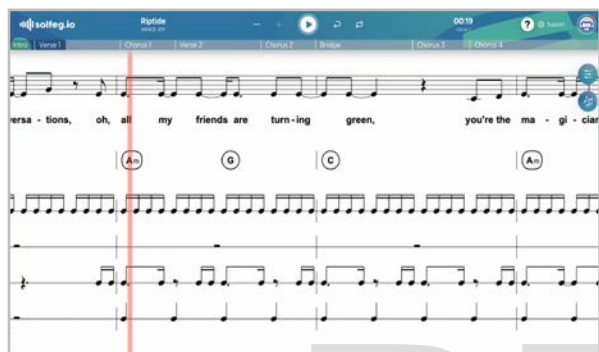 solfeg.io
Riptide
VANCE JOY
00:19
?
Intro Verse 1 Chorus 1 Verse 2 Chorus 2 Bridge Chorus 3 Chorus 4
versa - tions, oh, all my friends are turn - ing green, you're the ma - gi - cian
Am G C Am